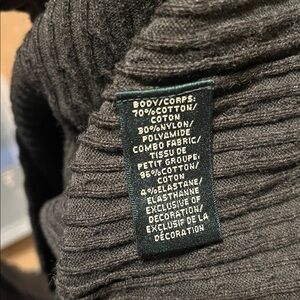 BODY/CORPS:
70%COTTON/
COTON
30%NYLON/
POLYAMIDE
COMBO FABRIC/
TISSU DE
PETIT GROUPE:
96%COTTON/
COTON
4%ELASTANE/
ELASTHANNE
EXCLUSIVE OF
DECORATION/
EXCLUSIF DE LA
DÉCORATION